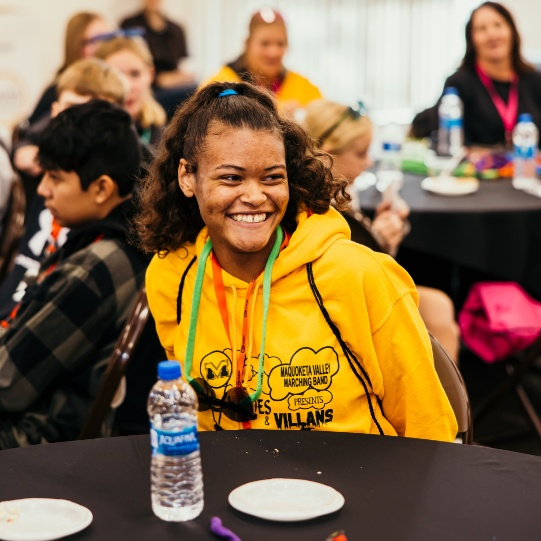 M
MAQUOKETA VALLEY
MARCHING BAND
PRESENTS
& VILLANS
AQUAFINA